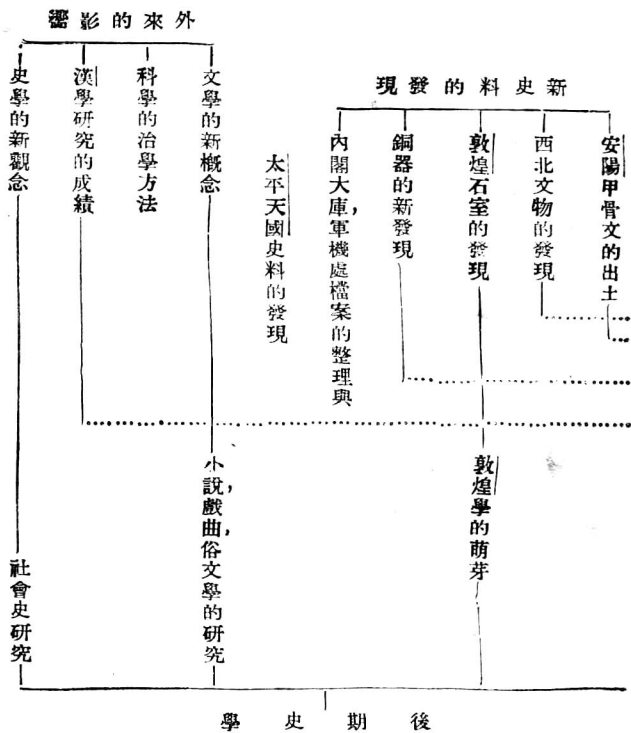 新史料的發現
安陽甲骨文的出土
西北文物的發現
敦煌石室的發現
銅器的新發現
內閣大庫，軍機處檔案的整理與
太平天國史料的發現
敦煌學的萌芽
外來的影響
文學的新概念
科學的治學方法
漢學研究的成績
史學的新觀念
小說，戲曲，俗文學的研究
社會史研究
後期史學